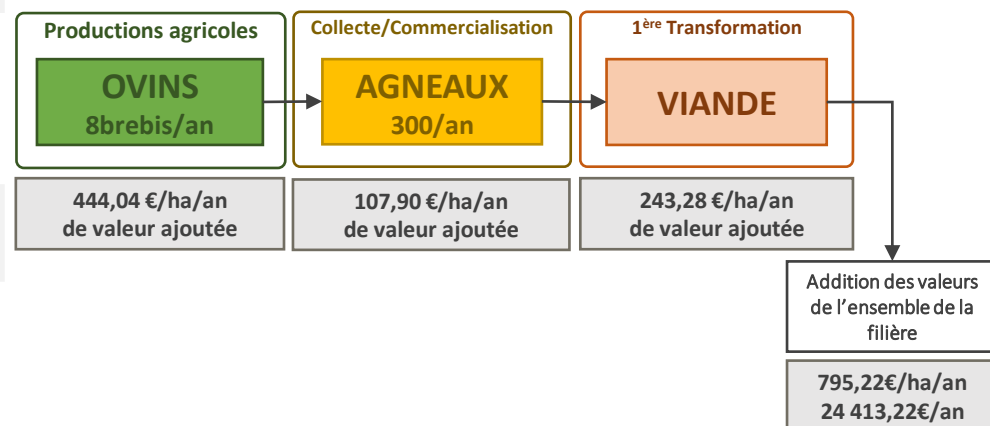 Productions agricoles
OVINS
8brebis/an
444,04 €/ha/an
de valeur ajoutée
Collecte/Commercialisation
AGNEAUX
300/an
107,90 €/ha/an
de valeur ajoutée
1ère Transformation
VIANDE
243,28 €/ha/an
de valeur ajoutée
Addition des valeurs
de l'ensemble de la
filière
795,22€/ha/an
24 413,22€/an